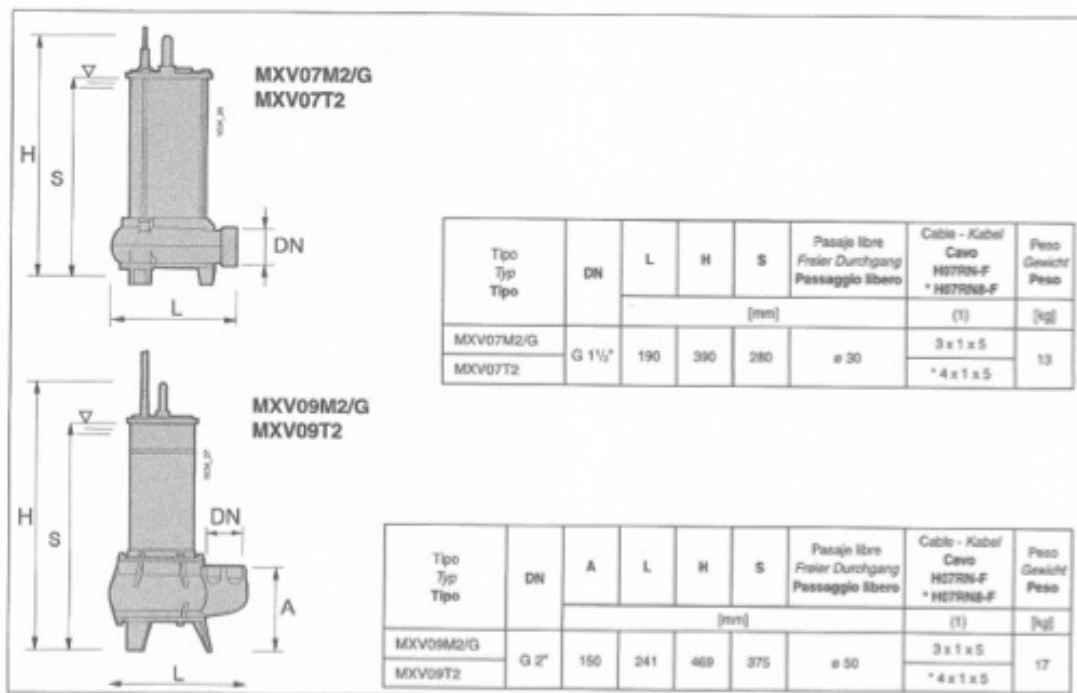 MXV07M2/G
MXV07T2
H
S
DN
L
Tipo
Typ
Tipo
DN
L
H
S
Pasaje libre
Freier Durchgang
Passaggio libero
Cable - Kabel
Cavo
H07RN-F
* H07RN8-F
Peso
Gewicht
Peso
[mm]
(1)
[kg]
MXV07M2/G
MXV07T2
G 1½"
190
390
280
ø 30
3 x 1 x 5
* 4 x 1 x 5
13
MXV09M2/G
MXV09T2
H
S
DN
A
L
Tipo
Typ
Tipo
DN
A
L
H
S
Pasaje libre
Freier Durchgang
Passaggio libero
Cable - Kabel
Cavo
H07RN-F
* H07RN8-F
Peso
Gewicht
Peso
[mm]
(1)
[kg]
MXV09M2/G
MXV09T2
G 2"
150
241
469
375
ø 50
3 x 1 x 5
* 4 x 1 x 5
17